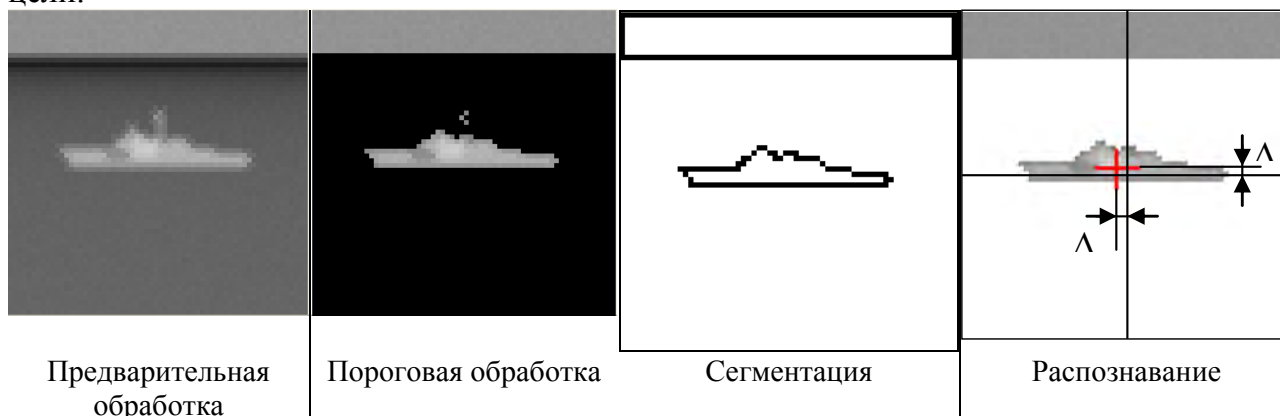 цели.
Δ
Δ
Предварительная
обработка
Пороговая обработка
Сегментация
Распознавание